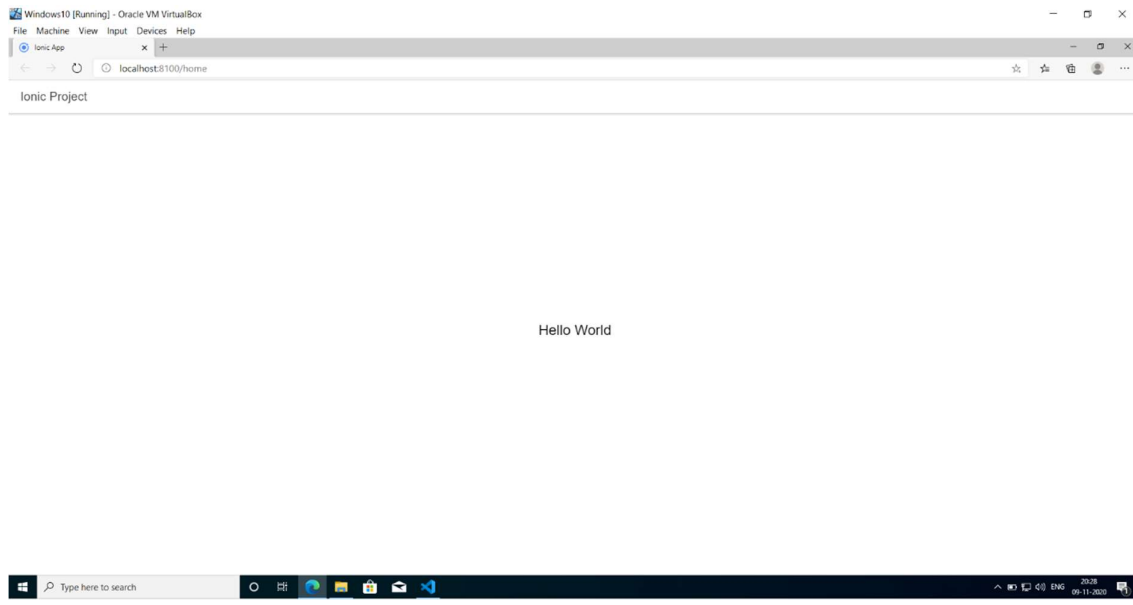 Windows10 [Running] - Oracle VM VirtualBox
File Machine View Input Devices Help
Ionic App
localhost:8100/home
Ionic Project
Hello World
Type here to search
ENG
20:28
09-11-2020